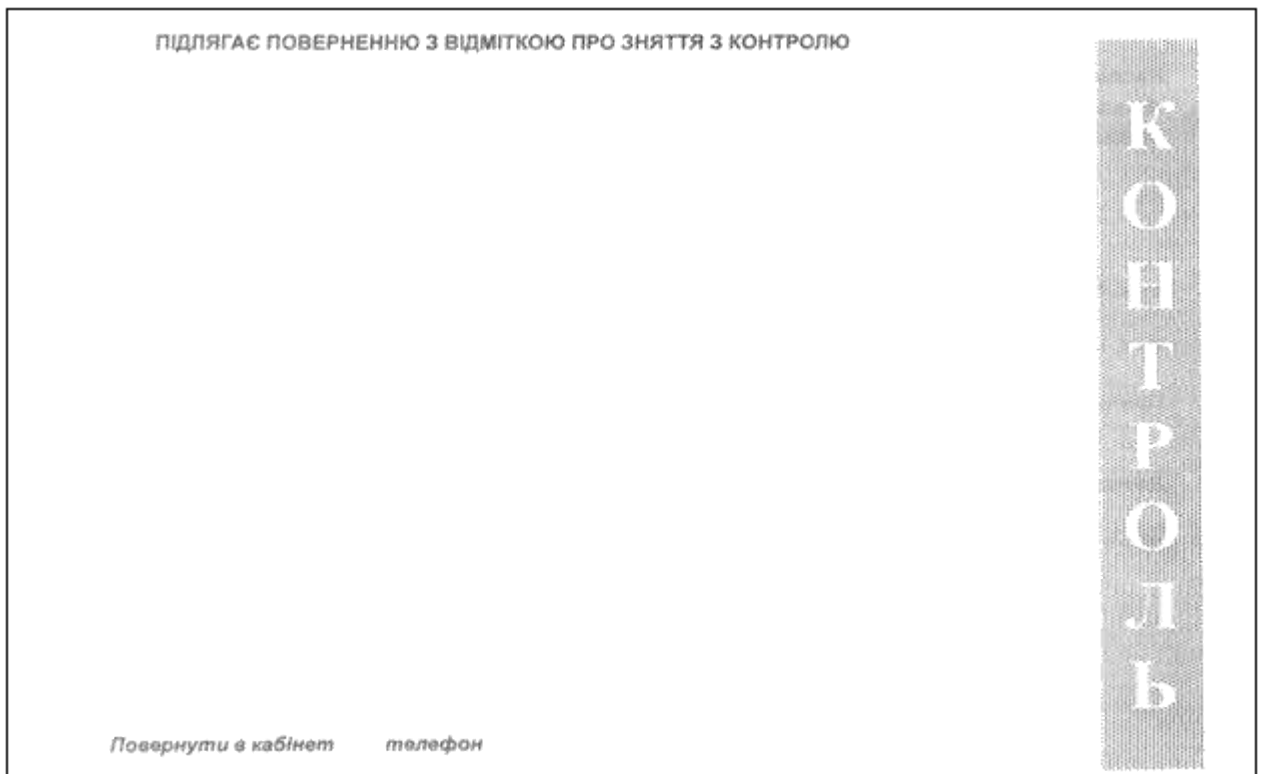 ПІДЛЯГАЄ ПОВЕРНЕННЮ З ВІДМІТКОЮ ПРО ЗНЯТТЯ З КОНТРОЛЮ
КОНТРОЛЬ
Повернути в кабінет телефон